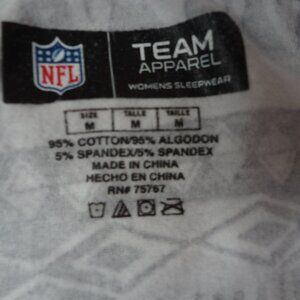 NFL
TEAM
APPAREL
WOMENS SLEEPWEAR
SIZE TALLE TAILLE
M M M
95% COTTON/95% ALGODON
5% SPANDEX/5% SPANDEX
MADE IN CHINA
HECHO EN CHINA
RN# 75767